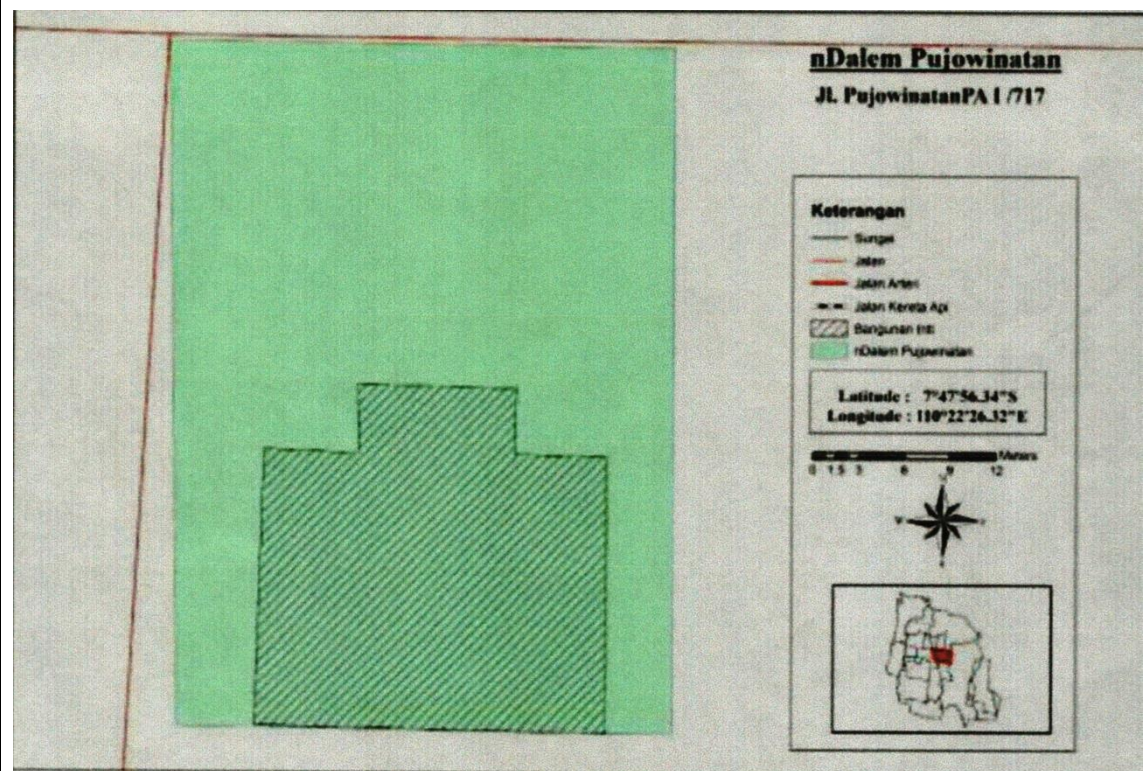 nDalem Pujowinatan
Jl. PujowinatanPA I /717
Keterangan
Sungai
Jalan
Jalan Arteri
Jalan Kereta Api
Bangunan Inti
nDalem Pujowinatan
Latitude : 7°47'56.34"S
Longitude : 110°22'26.32"E
Meters
0 1.5 3 6 9 12
N
W